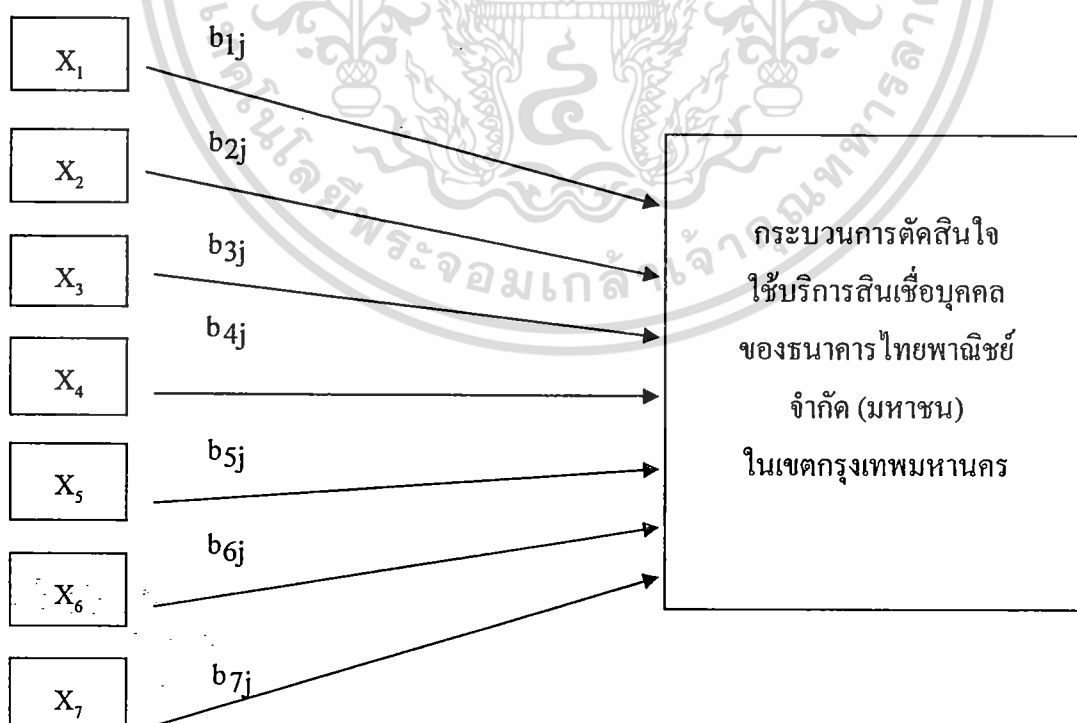 X₁
b1j
X₂
b2j
X₃
b3j
X₄
b4j
X₅
b5j
X₆
b6j
X₇
b7j
กระบวนการตัดสินใจ
ใช้บริการสินเชื่อบุคคล
ของธนาคารไทยพาณิชย์
จำกัด (มหาชน)
ในเขตกรุงเทพมหานคร